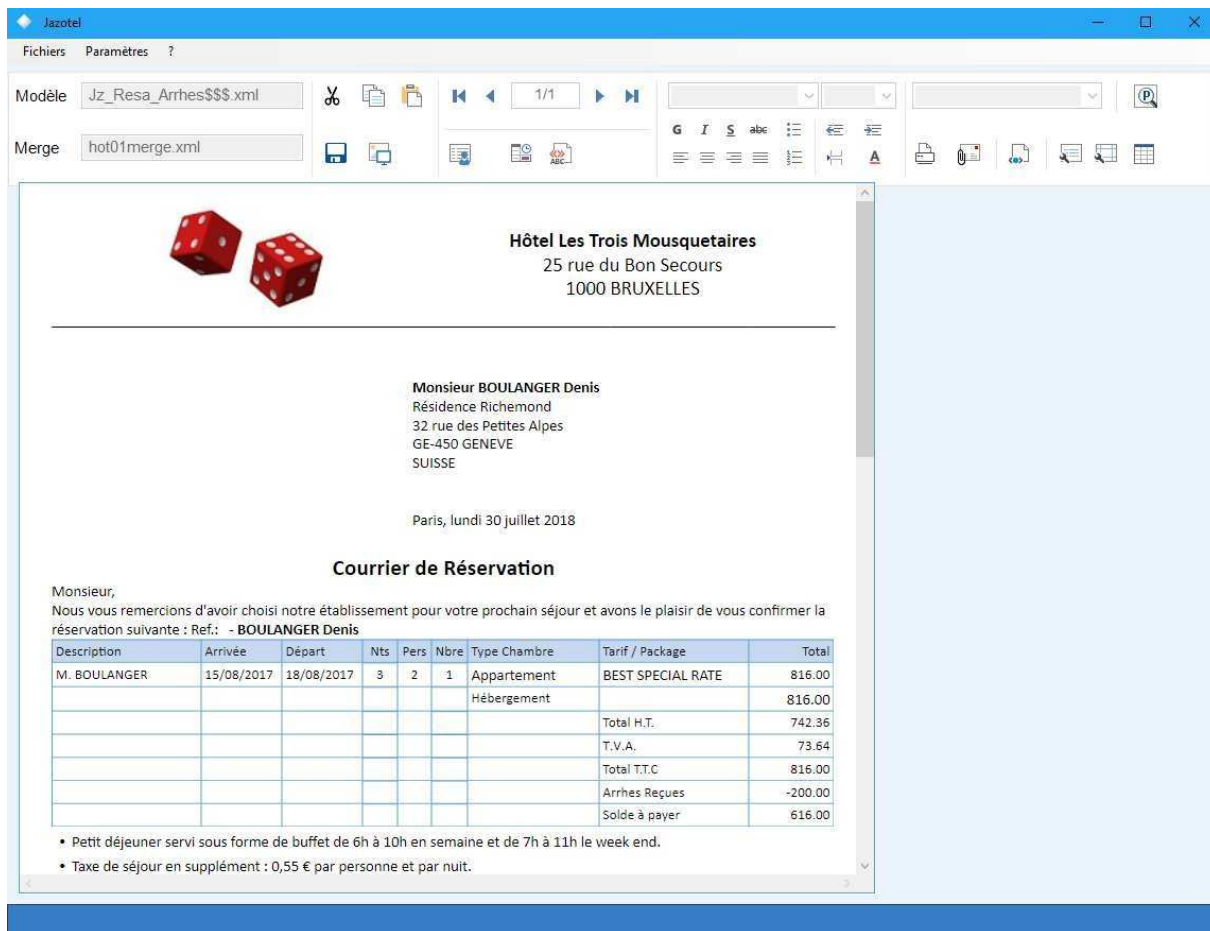 Jazotel
Fichiers Paramètres ?
Modèle Jz_Resa_Arrhes$$$.xml 1/1
G I S abc
Merge hot01merge.xml
ABC
A
Hôtel Les Trois Mousquetaires
25 rue du Bon Secours
1000 BRUXELLES
Monsieur BOULANGER Denis
Résidence Richemond
32 rue des Petites Alpes
GE-450 GENEVE
SUISSE
Paris, lundi 30 juillet 2018
Courrier de Réservation
Monsieur,
Nous vous remercions d'avoir choisi notre établissement pour votre prochain séjour et avons le plaisir de vous confirmer la
réservation suivante : Ref.: - BOULANGER Denis
Description Arrivée Départ Nts Pers Nbre Type Chambre Tarif / Package Total
M. BOULANGER 15/08/2017 18/08/2017 3 2 1 Appartement BEST SPECIAL RATE 816.00
Hébergement 816.00
Total H.T. 742.36
T.V.A. 73.64
Total T.T.C 816.00
Arrhes Reçues -200.00
Solde à payer 616.00
• Petit déjeuner servi sous forme de buffet de 6h à 10h en semaine et de 7h à 11h le week end.
• Taxe de séjour en supplément : 0,55 € par personne et par nuit.